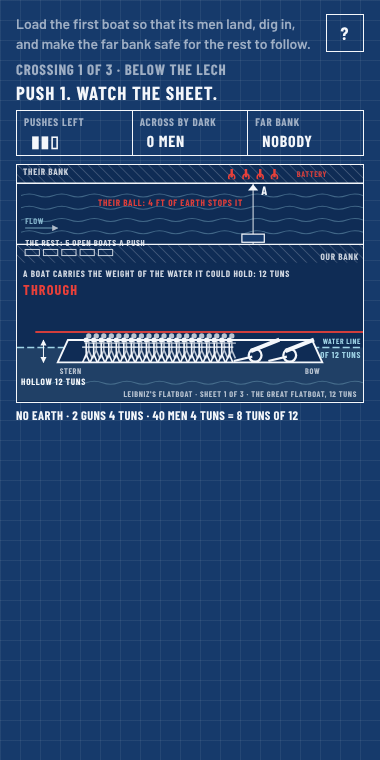 Load the first boat so that its men land, dig in,
and make the far bank safe for the rest to follow.
?
CROSSING 1 OF 3 · BELOW THE LECH
PUSH 1. WATCH THE SHEET.
PUSHES LEFT
ACROSS BY DARK
0 MEN
FAR BANK
NOBODY
THEIR BANK
BATTERY
A
THEIR BALL: 4 FT OF EARTH STOPS IT
FLOW
THE REST: 5 OPEN BOATS A PUSH
OUR BANK
A BOAT CARRIES THE WEIGHT OF THE WATER IT COULD HOLD: 12 TONS
THROUGH
WATER LINE
OF 12 TUNS
STERN
BOW
HOLLOW 12 TUNS
LEIBNIZ'S FLATBOAT · SHEET 1 OF 3 · THE GREAT FLATBOAT, 12 TUNS
NO EARTH · 2 GUNS 4 TUNS · 40 MEN 4 TUNS = 8 TUNS OF 12